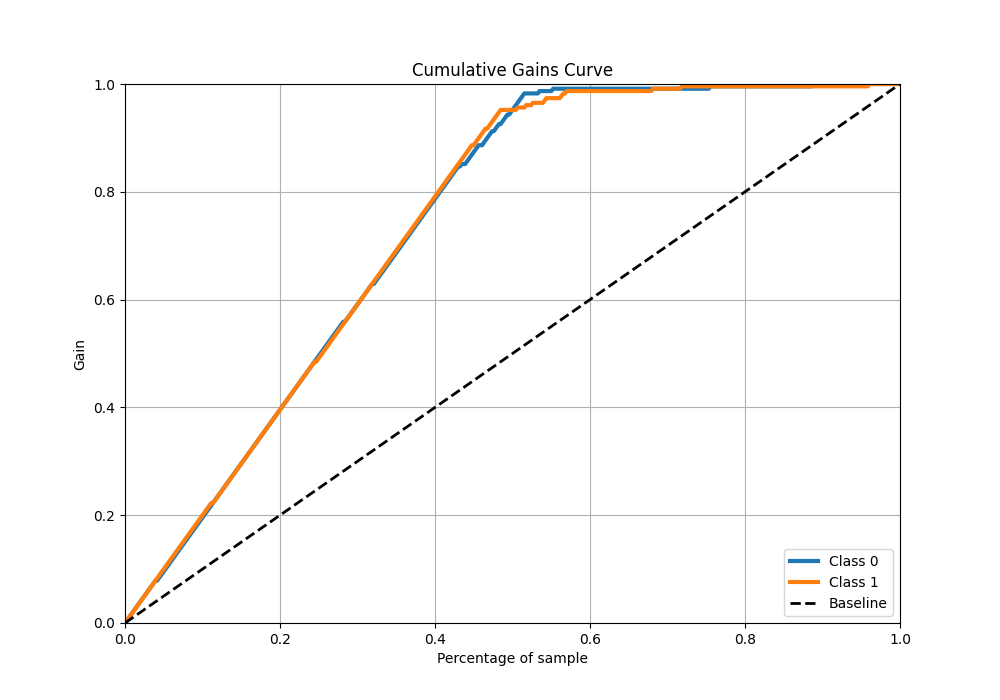 Cumulative Gains Curve
1.0
0.8
0.6
0.4
0.2
0.0
Gain
0.0 0.2 0.4 0.6 0.8 1.0
Percentage of sample
Class 0
Class 1
Baseline